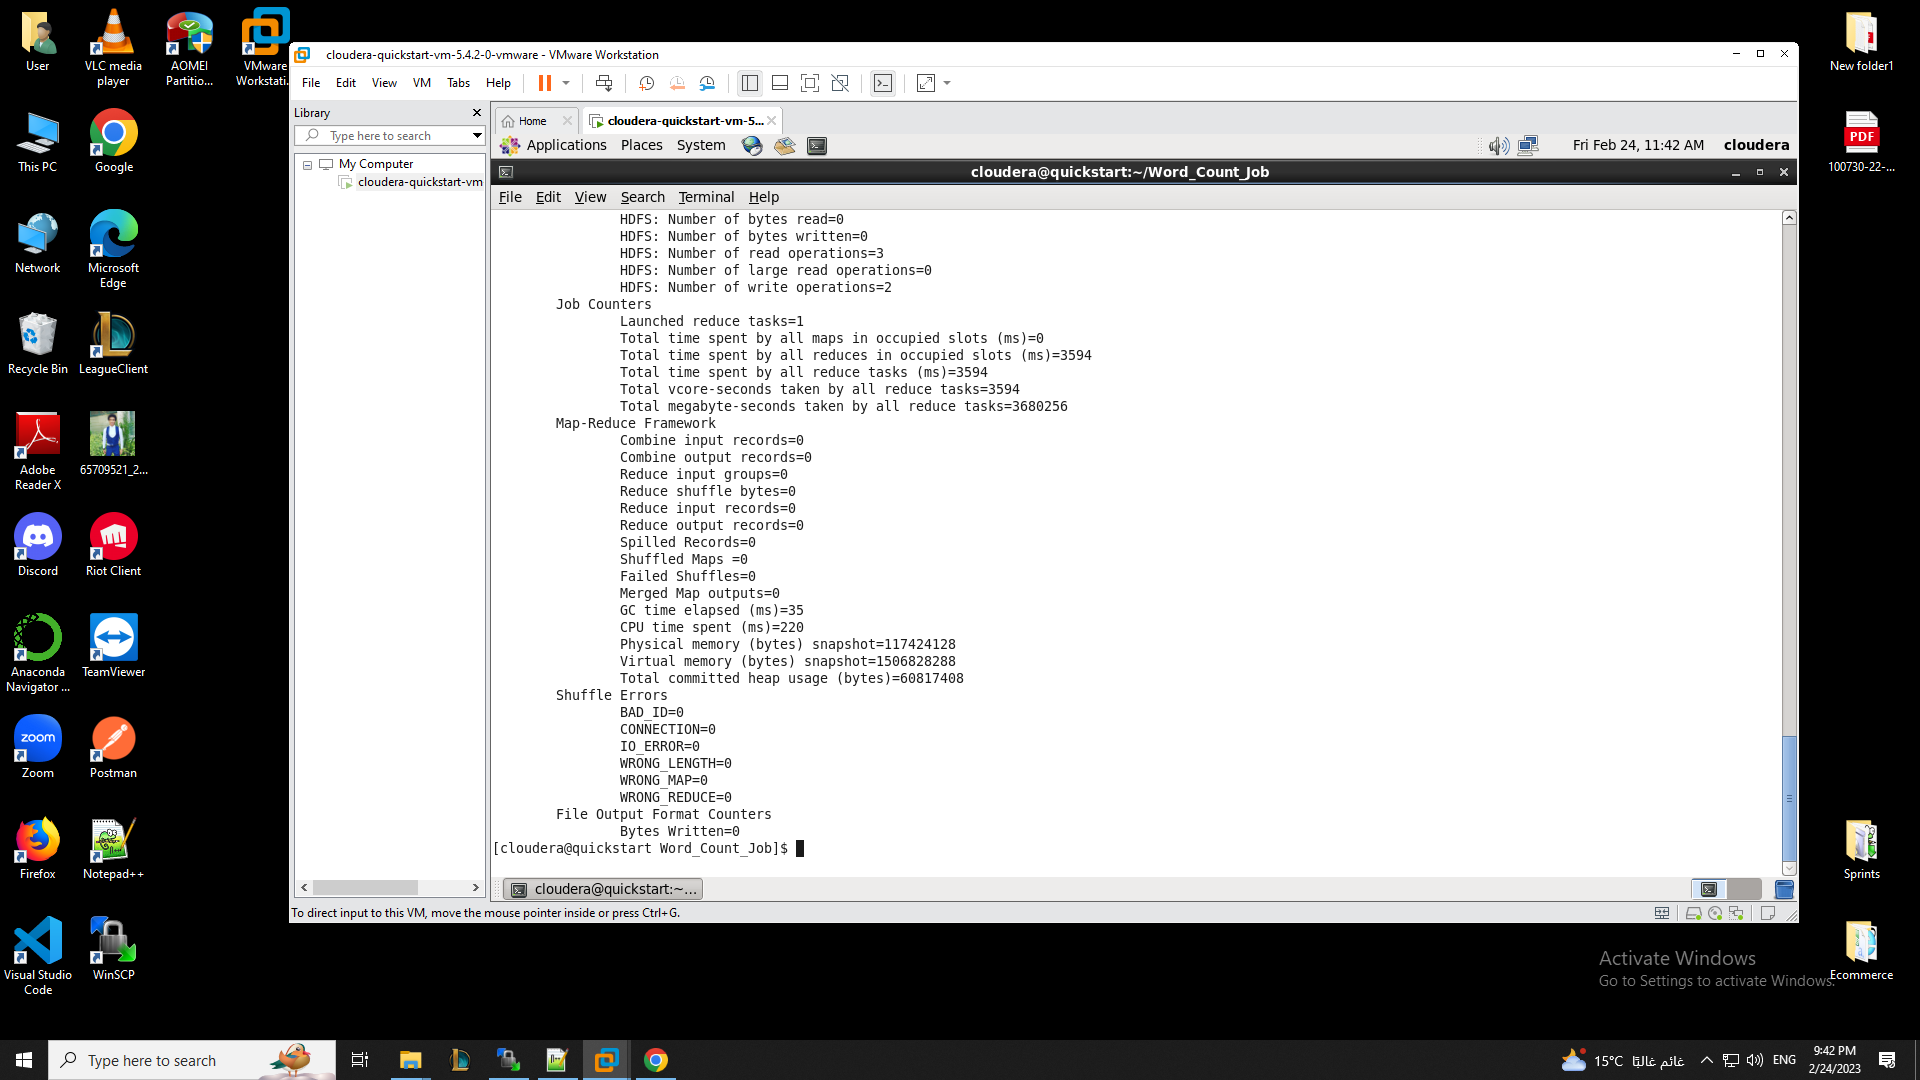 User
VLC media player
AOMEI Partitio...
VMware Workstati...
This PC
Google
Network
Microsoft Edge
Recycle Bin
LeagueClient
Adobe Reader X
65709521_2...
Discord
Riot Client
Anaconda Navigator ...
TeamViewer
zoom
Zoom
Postman
Firefox
Notepad++
Visual Studio Code
WinSCP
cloudera-quickstart-vm-5.4.2-0-vmware - VMware Workstation
File Edit View VM Tabs Help
Library
Type here to search
My Computer
cloudera-quickstart-vm
Home
cloudera-quickstart-vm-5...
Applications Places System
Fri Feb 24, 11:42 AM cloudera
cloudera@quickstart:~/Word_Count_Job
File Edit View Search Terminal Help
HDFS: Number of bytes read=0
HDFS: Number of bytes written=0
HDFS: Number of read operations=3
HDFS: Number of large read operations=0
HDFS: Number of write operations=2
Job Counters
Launched reduce tasks=1
Total time spent by all maps in occupied slots (ms)=0
Total time spent by all reduces in occupied slots (ms)=3594
Total time spent by all reduce tasks (ms)=3594
Total vcore-seconds taken by all reduce tasks=3594
Total megabyte-seconds taken by all reduce tasks=3680256
Map-Reduce Framework
Combine input records=0
Combine output records=0
Reduce input groups=0
Reduce shuffle bytes=0
Reduce input records=0
Reduce output records=0
Spilled Records=0
Shuffled Maps =0
Failed Shuffles=0
Merged Map outputs=0
GC time elapsed (ms)=35
CPU time spent (ms)=220
Physical memory (bytes) snapshot=117424128
Virtual memory (bytes) snapshot=1506828288
Total committed heap usage (bytes)=60817408
Shuffle Errors
BAD_ID=0
CONNECTION=0
IO_ERROR=0
WRONG_LENGTH=0
WRONG_MAP=0
WRONG_REDUCE=0
File Output Format Counters
Bytes Written=0
[cloudera@quickstart Word_Count_Job]$
cloudera@quickstart:~...
To direct input to this VM, move the mouse pointer inside or press Ctrl+G.
New folder1
PDF
100730-22-...
Sprints
Ecommerce
Activate Windows
Go to Settings to activate Windows.
Type here to search
15°C غائم غالبًا
ENG
9:42 PM
2/24/2023